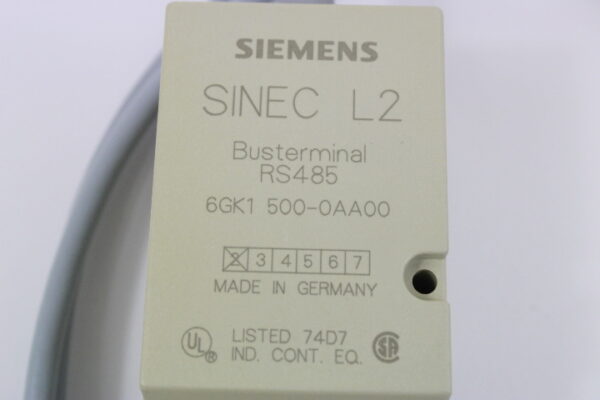 SIEMENS
SINEC L2
Busterminal
RS485
6GK1 500-0AA00
2 3 4 5 6 7
MADE IN GERMANY
UL ® LISTED 74D7 SA
IND. CONT. EQ.